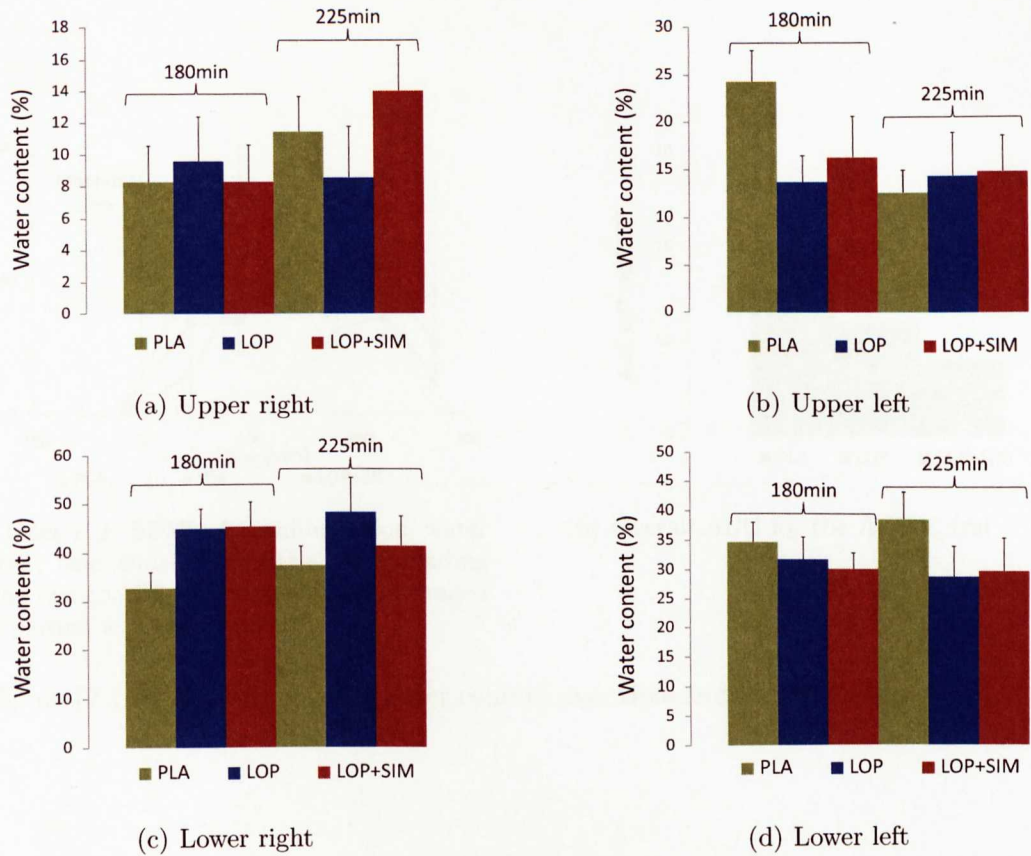 18
16
14
12
10
8
6
4
2
0
Water content (%)
180min
225min
PLA LOP LOP+SIM
(a) Upper right
30
25
20
15
10
5
0
Water content (%)
180min
225min
PLA LOP LOP+SIM
(b) Upper left
60
50
40
30
20
10
0
Water content (%)
180min
225min
PLA LOP LOP+SIM
(c) Lower right
50
45
40
35
30
25
20
15
10
5
0
Water content (%)
180min
225min
PLA LOP LOP+SIM
(d) Lower left